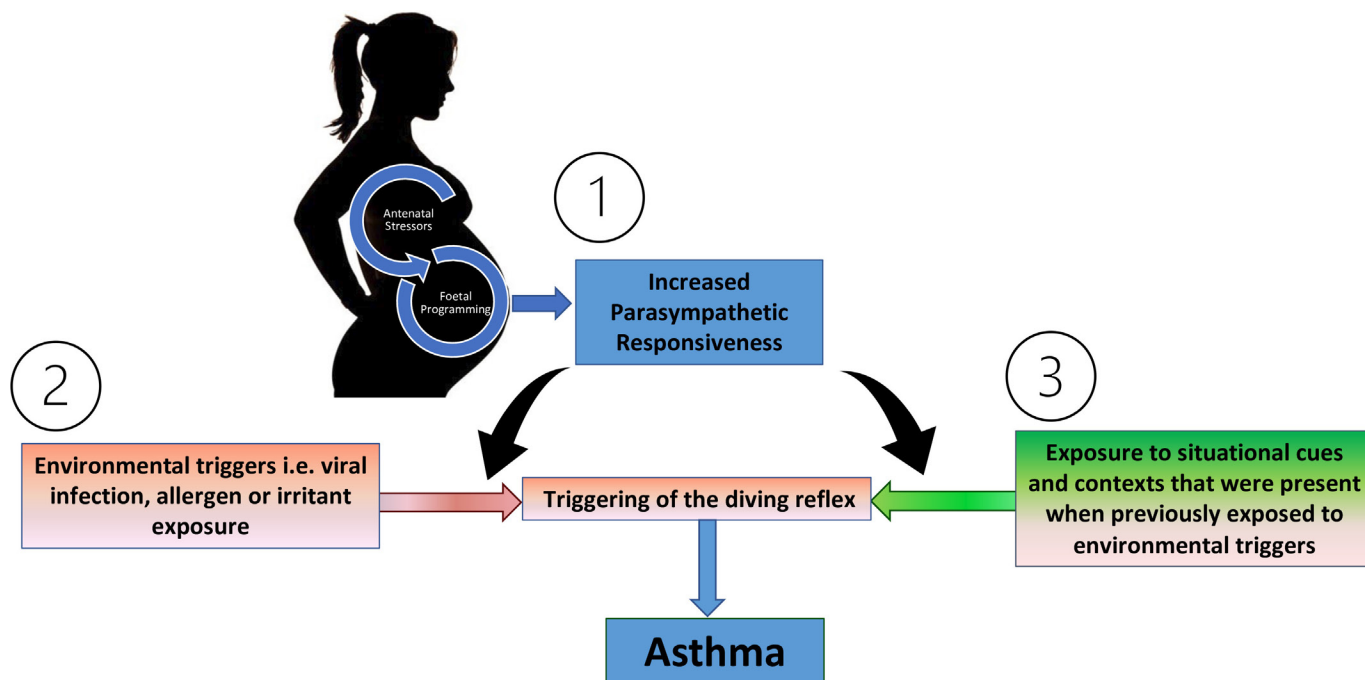 Antenatal
Stressors
Foetal
Programming
1
Increased
Parasympathetic
Responsiveness
2
Environmental triggers i.e. viral
infection, allergen or irritant
exposure
Triggering of the diving reflex
3
Exposure to situational cues
and contexts that were present
when previously exposed to
environmental triggers
Asthma